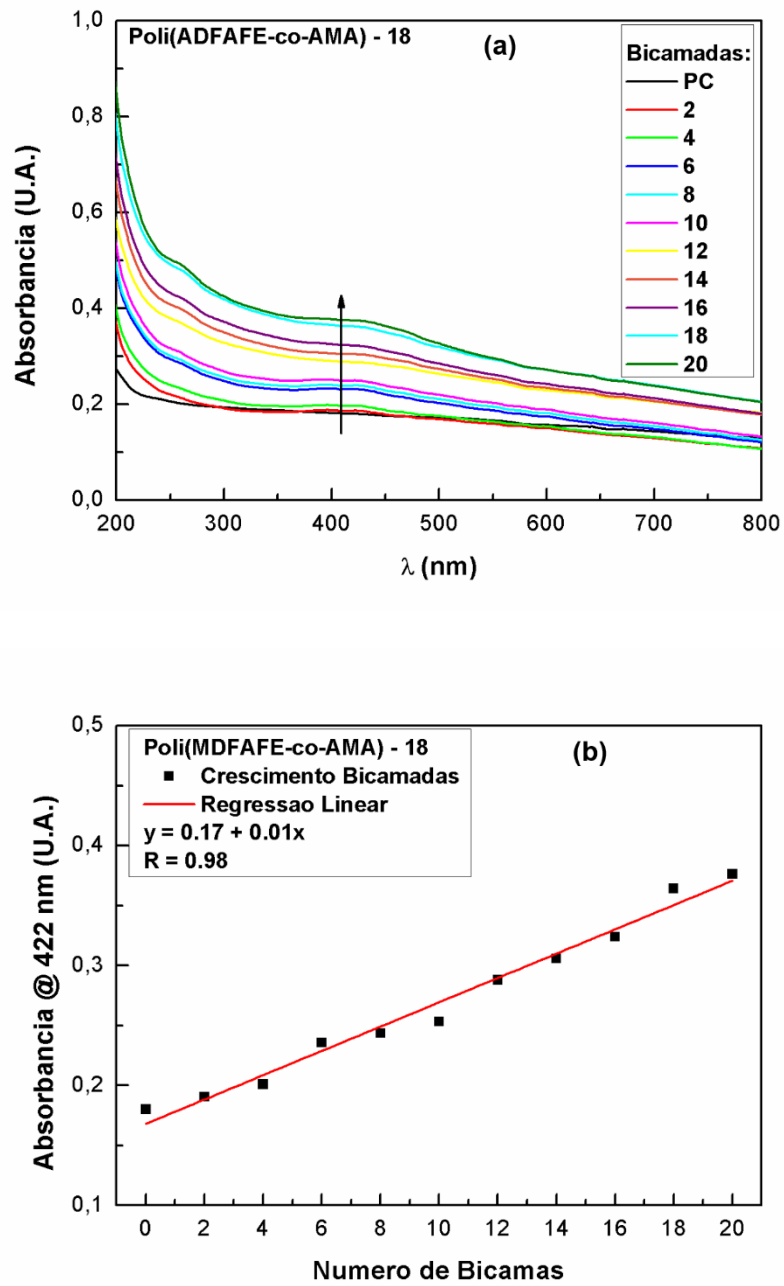 Poli(ADFAFE-co-AMA) - 18
(a)
Bicamadas:
PC
2
4
6
8
10
12
14
16
18
20
Absorbancia (U.A.)
1,0
0,8
0,6
0,4
0,2
0,0
200 300 400 500 600 700 800
λ (nm)
Poli(MDFAFE-co-AMA) - 18
(b)
Crescimento Bicamadas
Regressao Linear
y = 0.17 + 0.01x
R = 0.98
Absorbancia @ 422 nm (U.A.)
0,5
0,4
0,3
0,2
0,1
0 2 4 6 8 10 12 14 16 18 20
Numero de Bicamas